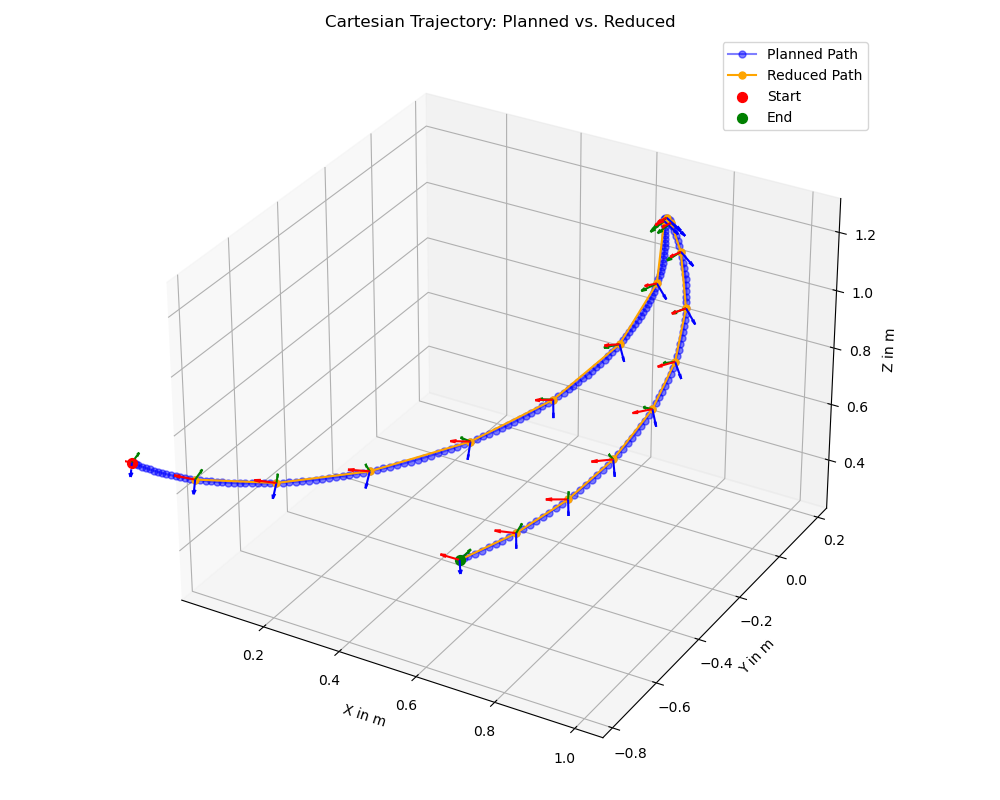 Cartesian Trajectory: Planned vs. Reduced
Planned Path
Reduced Path
Start
End
1.2
1.0
0.8
0.6
0.4
Z in m
0.2
0.0
−0.2
−0.4
−0.6
−0.8
Y in m
0.2
0.4
0.6
0.8
1.0
X in m